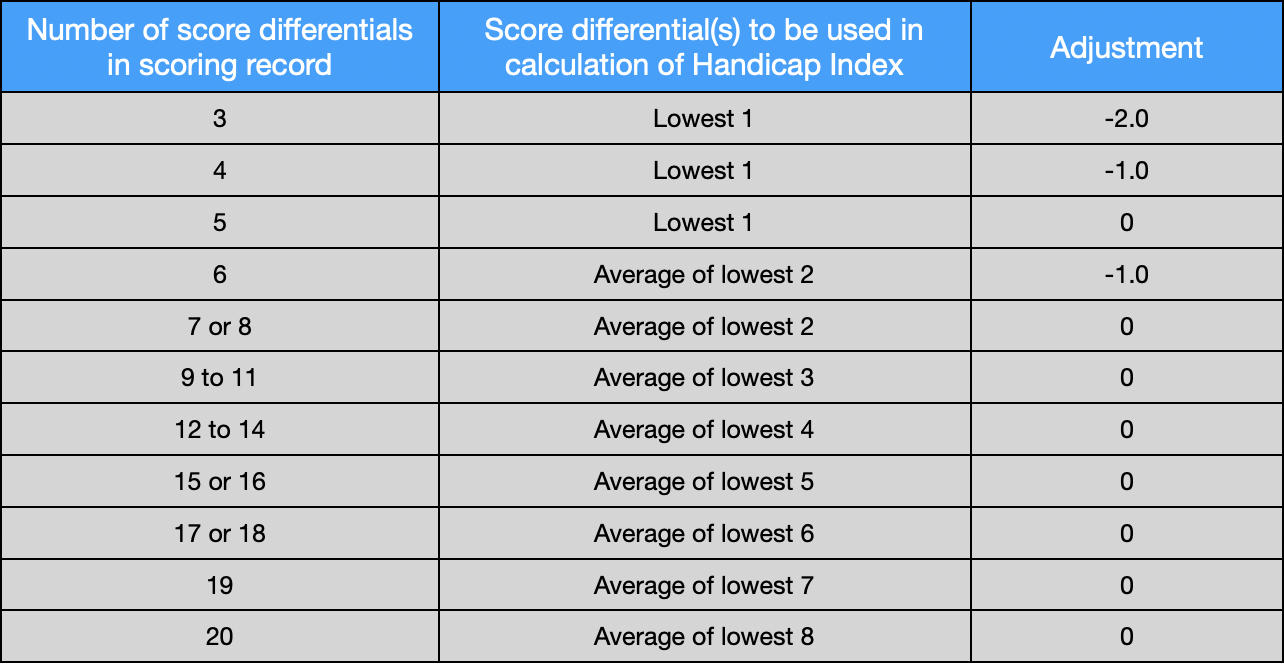 Number of score differentials
in scoring record
Score differential(s) to be used in
calculation of Handicap Index
Adjustment
3
Lowest 1
-2.0
4
Lowest 1
-1.0
5
Lowest 1
0
6
Average of lowest 2
-1.0
7 or 8
Average of lowest 2
0
9 to 11
Average of lowest 3
0
12 to 14
Average of lowest 4
0
15 or 16
Average of lowest 5
0
17 or 18
Average of lowest 6
0
19
Average of lowest 7
0
20
Average of lowest 8
0